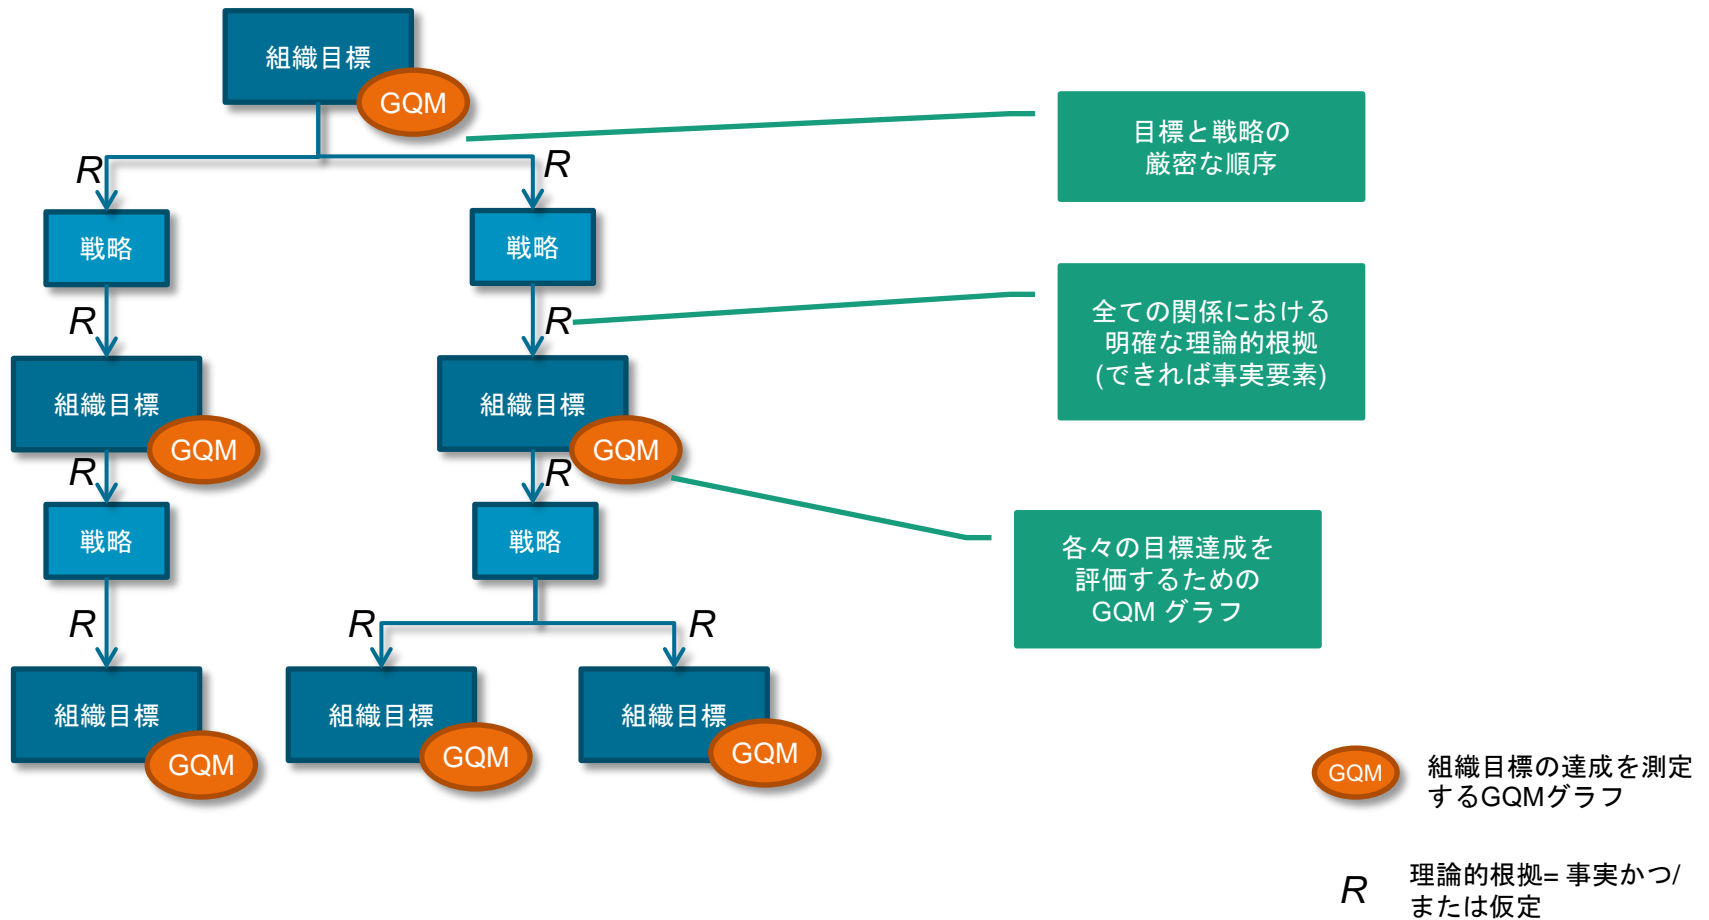 組織目標
GQM
目標と戦略の
厳密な順序
R
R
戦略
戦略
全ての関係における
明確な理論的根拠
(できれば事実要素)
R
R
組織目標
GQM
組織目標
GQM
R
R
戦略
戦略
各々の目標達成を
評価するための
GQM グラフ
R
R
R
組織目標
GQM
組織目標
GQM
組織目標
GQM
GQM
組織目標の達成を測定
するGQMグラフ
R
理論的根拠= 事実かつ/
または仮定